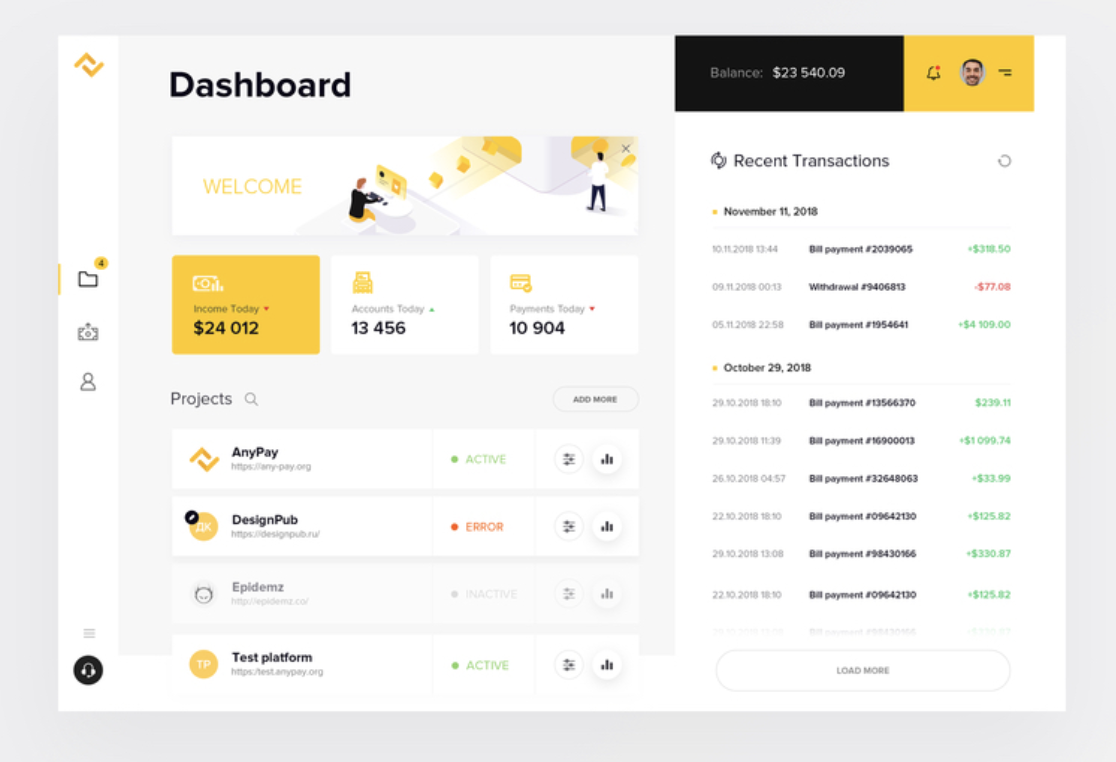 Dashboard
Balance: $23 540.09
WELCOME
4
Income Today
$24 012
Accounts Today
13 456
Payments Today
10 904
Projects
ADD MORE
AnyPay
https://any-pay.org
ACTIVE
ДК
DesignPub
https://designpub.ru/
ERROR
Epidemz
http://epidemz.co/
INACTIVE
TP
Test platform
https:/test.anypay.org
ACTIVE
Recent Transactions
November 11, 2018
10.11.2018 13:44 Bill payment #2039065 +$318.50
09.11.2018 00:13 Withdrawal #9406813 -$77.08
05.11.2018 22:58 Bill payment #1954641 +$4 109.00
October 29, 2018
29.10.2018 18:10 Bill payment #13566370 $239.11
29.10.2018 11:39 Bill payment #16900013 +$1 099.74
26.10.2018 04:57 Bill payment #32648063 +$33.99
22.10.2018 18:10 Bill payment #09642130 +$125.82
29.10.2018 13:08 Bill payment #98430166 +$330.87
22.10.2018 18:10 Bill payment #09642130 +$125.82
Bill payment #98430166
LOAD MORE